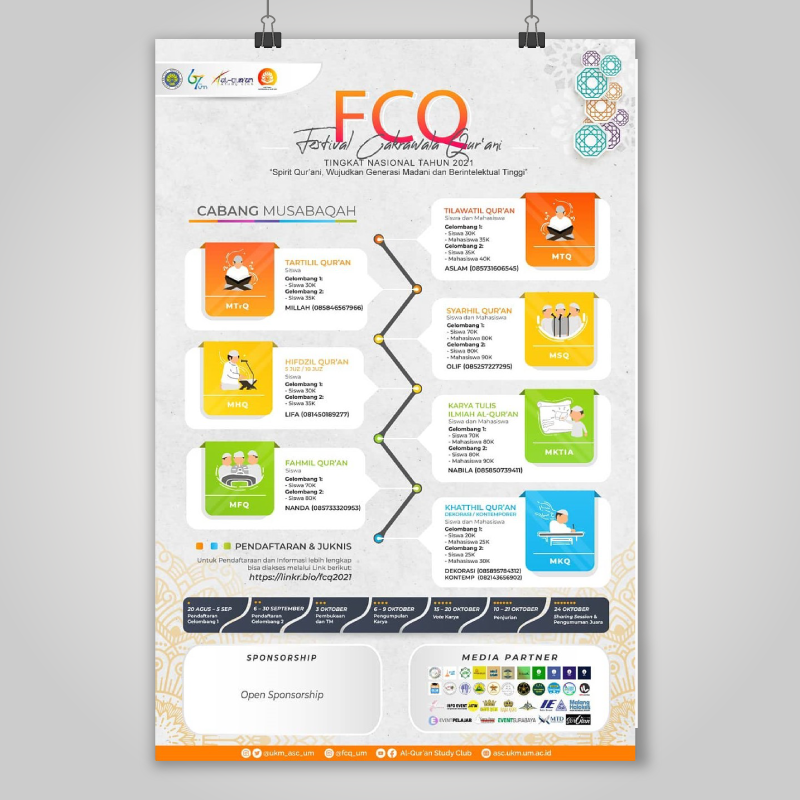 FCQ
Festival Cakrawala Qur'ani
TINGKAT NASIONAL TAHUN 2021
"Spirit Qur'ani, Wujudkan Generasi Madani dan Berintelektual Tinggi"
CABANG MUSABAQAH
TILAWATIL QUR'AN
Siswa dan Mahasiswa
Gelombang 1:
- Siswa 30K
- Mahasiswa 35K
Gelombang 2:
- Siswa 35K
- Mahasiswa 40K
ASLAM (085731606545)
MTQ
TARTILIL QUR'AN
Siswa
Gelombang 1:
- Siswa 30K
Gelombang 2:
- Siswa 35K
MILLAH (085846567966)
MTrQ
SYARHIL QUR'AN
Siswa dan Mahasiswa
Gelombang 1:
- Siswa 70K
- Mahasiswa 80K
Gelombang 2:
- Siswa 80K
- Mahasiswa 90K
OLIF (085257227295)
MSQ
HIFDZIL QUR'AN
5 JUZ / 10 JUZ
Siswa
Gelombang 1:
- Siswa 30K
Gelombang 2:
- Siswa 35K
LIFA (081450189277)
MHQ
KARYA TULIS
ILMIAH AL-QUR'AN
Siswa dan Mahasiswa
Gelombang 1:
- Siswa 70K
- Mahasiswa 80K
Gelombang 2:
- Siswa 80K
- Mahasiswa 90K
NABILA (085850739411)
MKTIA
FAHMIL QUR'AN
Siswa
Gelombang 1:
- Siswa 70K
Gelombang 2:
- Siswa 80K
NANDA (085733320953)
MFQ
KHATHTHIL QUR'AN
DEKORASI / KONTEMPORER
Siswa dan Mahasiswa
Gelombang 1:
- Siswa 20K
- Mahasiswa 25K
Gelombang 2:
- Siswa 25K
- Mahasiswa 30K
DEKORASI (085895784312)
KONTEMP (082143656902)
MKQ
PENDAFTARAN & JUKNIS
Untuk Pendaftaran dan Informasi lebih lengkap
bisa diakses melalui Link berikut:
https://linkr.bio/fcq2021
20 AGUS – 5 SEP
Pendaftaran
Gelombang 1
6 – 30 SEPTEMBER
Pendaftaran
Gelombang 2
3 OKTOBER
Pembukaan
dan TM
6 – 9 OKTOBER
Pengumpulan
Karya
15 – 20 OKTOBER
Vote Karya
10 – 21 OKTOBER
Penjurian
24 OKTOBER
Sharing Session &
Pengumuman Juara
SPONSORSHIP
Open Sponsorship
MEDIA PARTNER
INFO EVENT
EVENTPELAJAR
EVENTSURABAYA
@ukm_asc_um
@fcq_um
Al-Qur'an Study Club
asc.ukm.um.ac.id